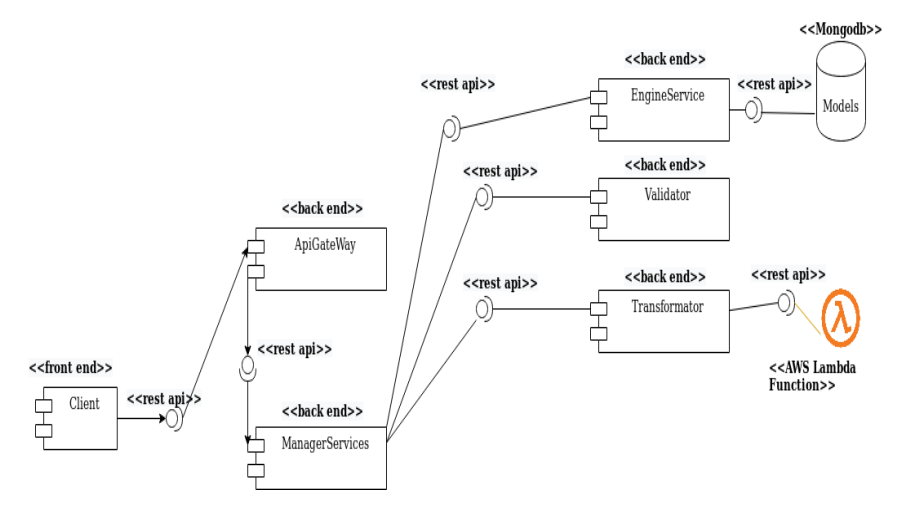 <<Mongodb>>
<<back end>>
<<rest api>>
<<rest api>>
EngineService
Models
<<back end>>
<<rest api>>
Validator
<<back end>>
ApiGateWay
<<back end>>
<<rest api>>
<<rest api>>
Transformator
<<rest api>>
<<front end>>
<<AWS Lambda
Function>>
Client
<<rest api>>
<<back end>>
ManagerServices
λ